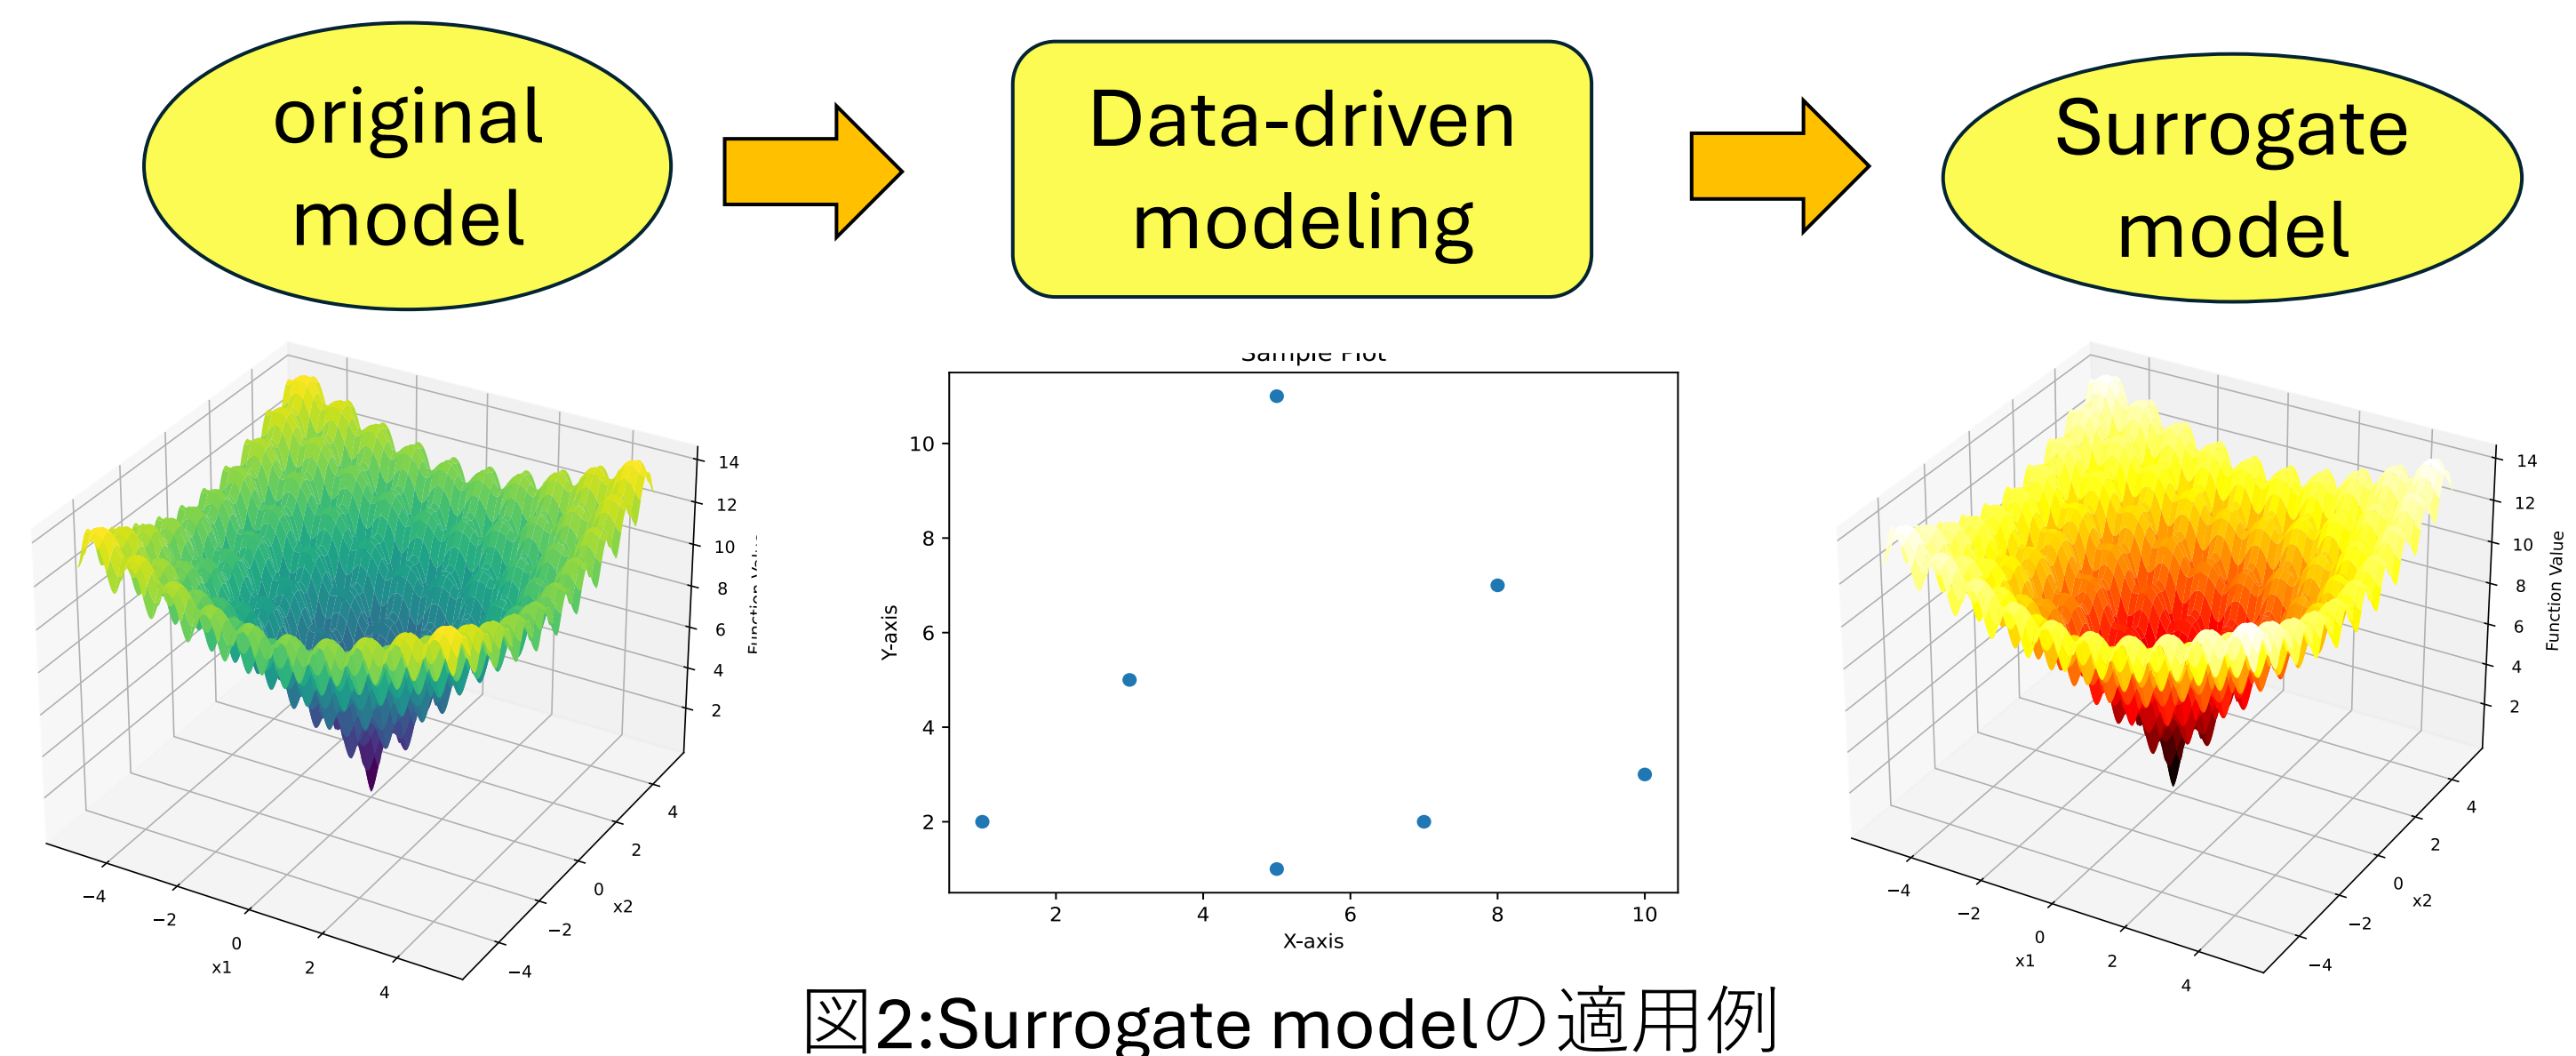 original
model
Data-driven
modeling
Surrogate
model
14
12
10
8
6
4
2
−4
−2
0
2
4
x1
−4
−2
0
2
4
x2
Sample Plot
10
8
6
4
2
Y-axis
2
4
6
8
10
X-axis
14
12
10
8
6
4
2
Function Value
−4
−2
0
2
4
x1
−4
−2
0
2
4
x2
図2:Surrogate modelの適用例